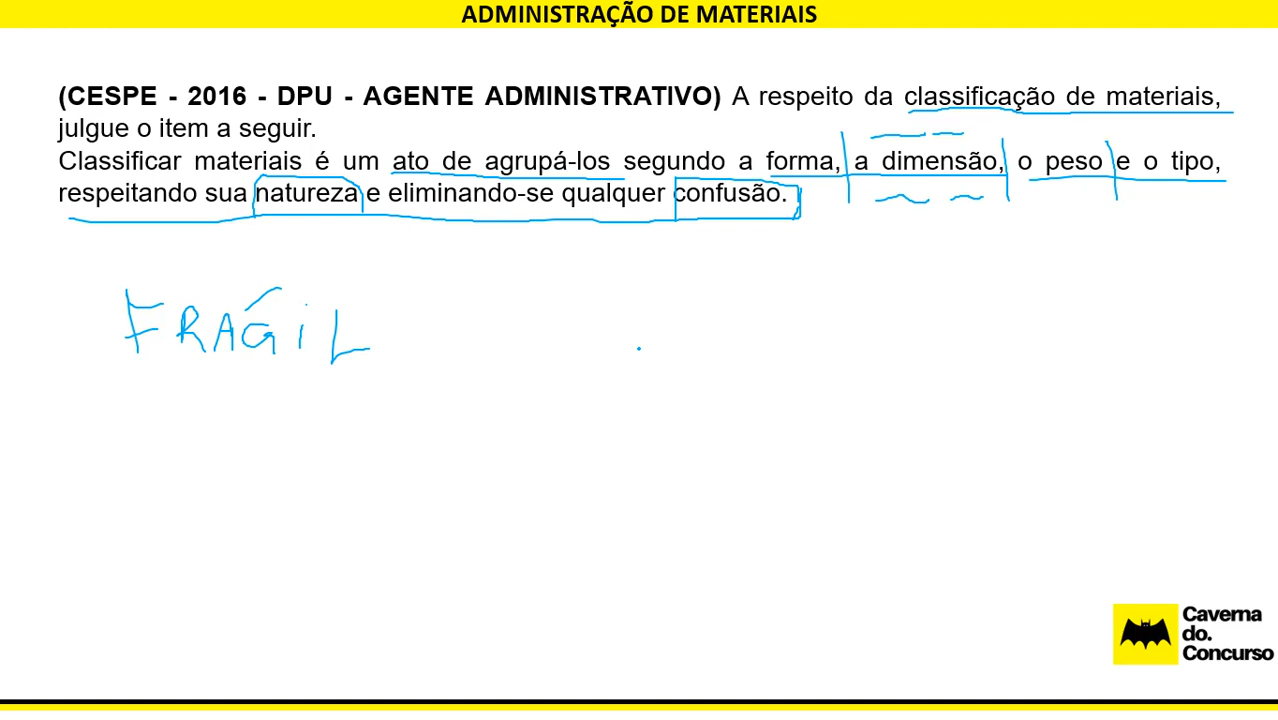 ADMINISTRAÇÃO DE MATERIAIS
(CESPE - 2016 - DPU - AGENTE ADMINISTRATIVO) A respeito da classificação de materiais,
julgue o item a seguir.
Classificar materiais é um ato de agrupá-los segundo a forma, a dimensão, o peso e o tipo,
respeitando sua natureza e eliminando-se qualquer confusão.
FRÁGIL
Caverna
do.
Concurso